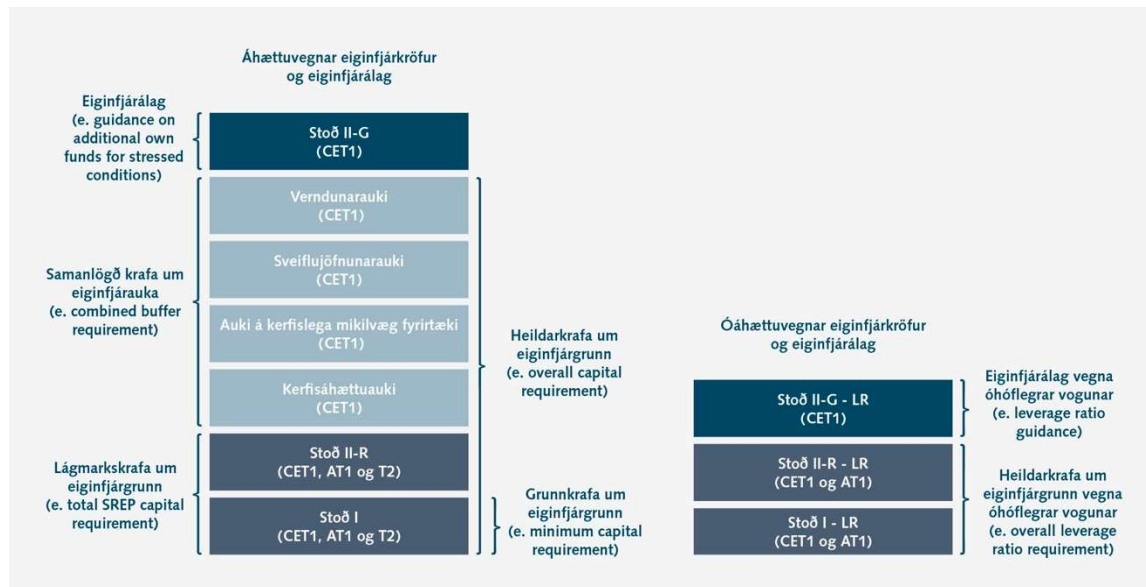 Áhættuvegnar eiginfjárkröfur
og eiginfjárálag
Eiginfjárálag
(e. guidance on
additional own
funds for stressed
conditions)
Stoð II-G
(CET1)
Verndunarauki
(CET1)
Sveiflujöfnunarauki
(CET1)
Auki á kerfislega mikilvæg fyrirtæki
(CET1)
Kerfisáhættuauki
(CET1)
Samanlögð krafa um
eiginfjárauka
(e. combined buffer
requirement)
Stoð II-R
(CET1, AT1 og T2)
Stoð I
(CET1, AT1 og T2)
Lágmarkskrafa um
eiginfjárgrunn
(e. total SREP capital
requirement)
Heildarkrafa um
eiginfjárgrunn
(e. overall capital
requirement)
Grunnkrafa um
eiginfjárgrunn
(e. minimum capital
requirement)
Óáhættuvegnar eiginfjárkröfur
og eiginfjárálag
Stoð II-G - LR
(CET1)
Stoð II-R - LR
(CET1 og AT1)
Stoð I - LR
(CET1 og AT1)
Eiginfjárálag vegna
óhóflegrar vogunar
(e. leverage ratio
guidance)
Heildarkrafa um
eiginfjárgrunn vegna
óhóflegrar vogunar
(e. overall leverage
ratio requirement)